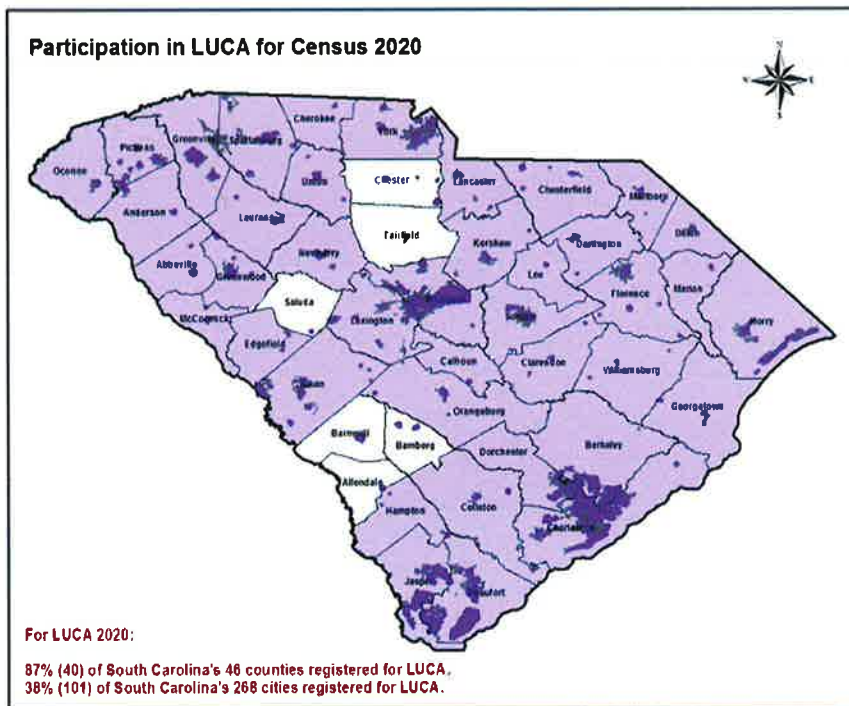 Participation in LUCA for Census 2020
N
W E
S
Cherokee
York
Pickens
Greenville
Spartanburg
Oconee
Union
Chester
Lancaster
Chesterfield
Marlboro
Anderson
Laurens
Fairfield
Kershaw
Darlington
Dillon
Newberry
Abbeville
Greenwood
Lee
Florence
Marion
Saluda
McCormick
Lexington
Horry
Edgefield
Calhoun
Clarendon
Williamsburg
Aiken
Orangeburg
Georgetown
Barnwell
Bamberg
Dorchester
Berkeley
Allendale
Hampton
Colleton
Charleston
Jasper
Beaufort
For LUCA 2020:
87% (40) of South Carolina's 46 counties registered for LUCA.
38% (101) of South Carolina's 268 cities registered for LUCA.